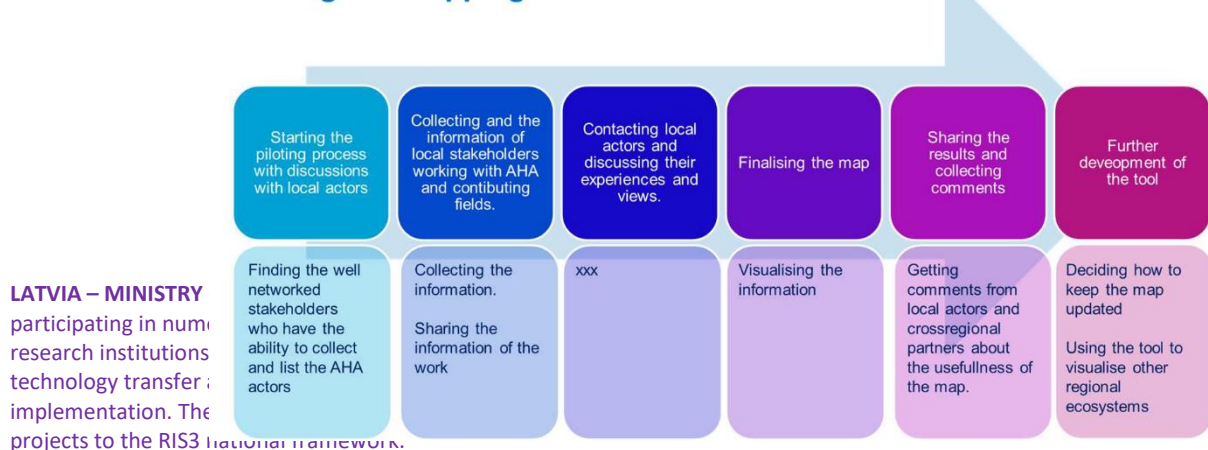 Starting the
piloting process
with discussions
with local actors
Collecting and the
information of
local stakeholders
working with AHA
and contibuting
fields.
Contacting local
actors and
discussing their
experiences and
views.
Finalising the map
Sharing the
results and
collecting
comments
Further
deveopment of
the tool
Finding the well
networked
stakeholders
who have the
ability to collect
and list the AHA
actors
Collecting the
information.
Sharing the
information of the
work
xxx
Visualising the
information
Getting
comments from
local actors and
crossregional
partners about
the usefullness of
the map.
Deciding how to
keep the map
updated
Using the tool to
visualise other
regional
ecosystems
LATVIA – MINISTRY
participating in
research institutions
technology transfer
implementation. The
projects to the RIS3 national framework.